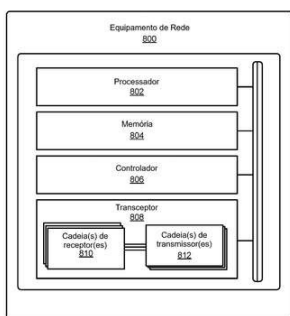 Equipamento de Rede
800
Processador
802
Memória
804
Controlador
806
Transceptor
808
Cadeia(s) de
receptor(es)
810
Cadeia(s) de
transmissor(es)
812